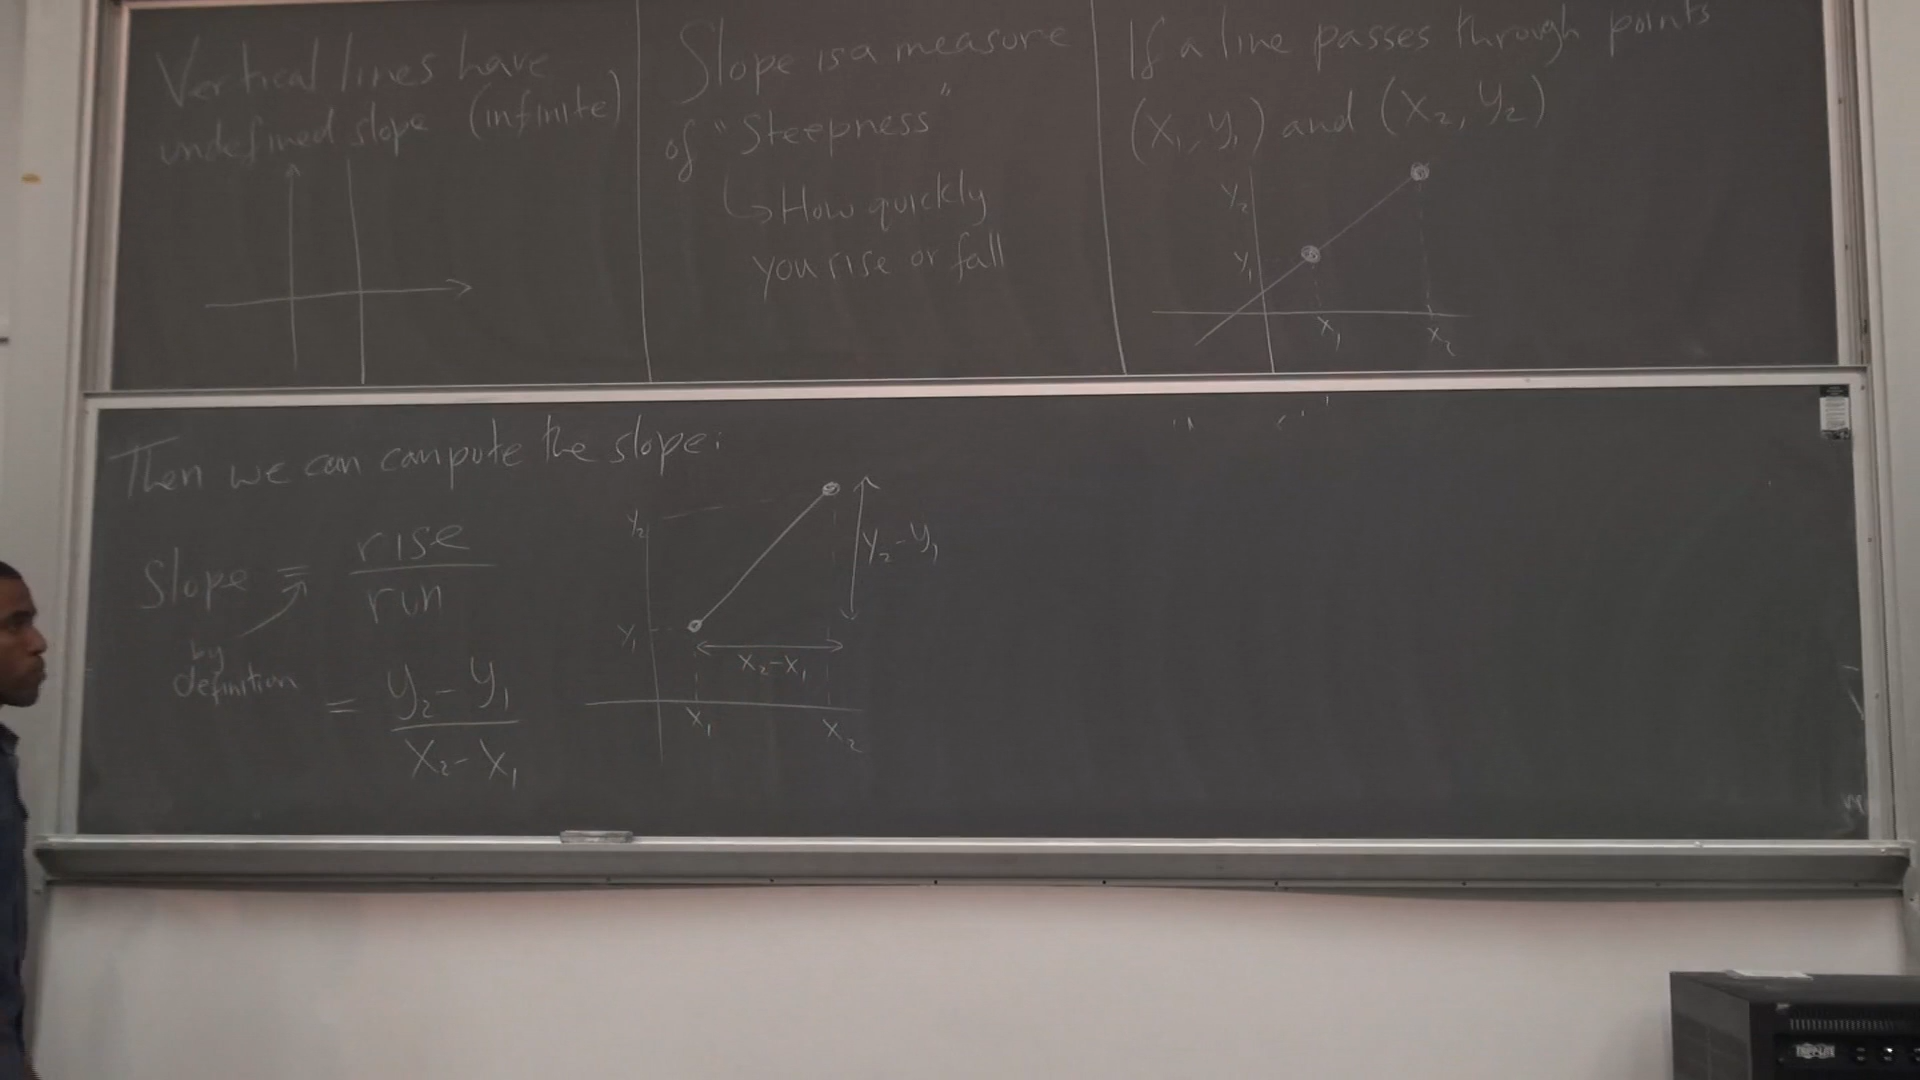 Vertical lines have
undefined slope (infinite)
Slope is a measure
of "Steepness"
↳ How quickly
you rise or fall
If a line passes through points
(x₁, y₁) and (x₂, y₂)
y₂
y₁
x₁
x₂
Then we can compute the slope:
Slope = rise
run
by
definition
= y₂ - y₁
x₂ - x₁
y₂
y₂ - y₁
y₁
x₂ - x₁
x₁
x₂
TRIPP-LITE